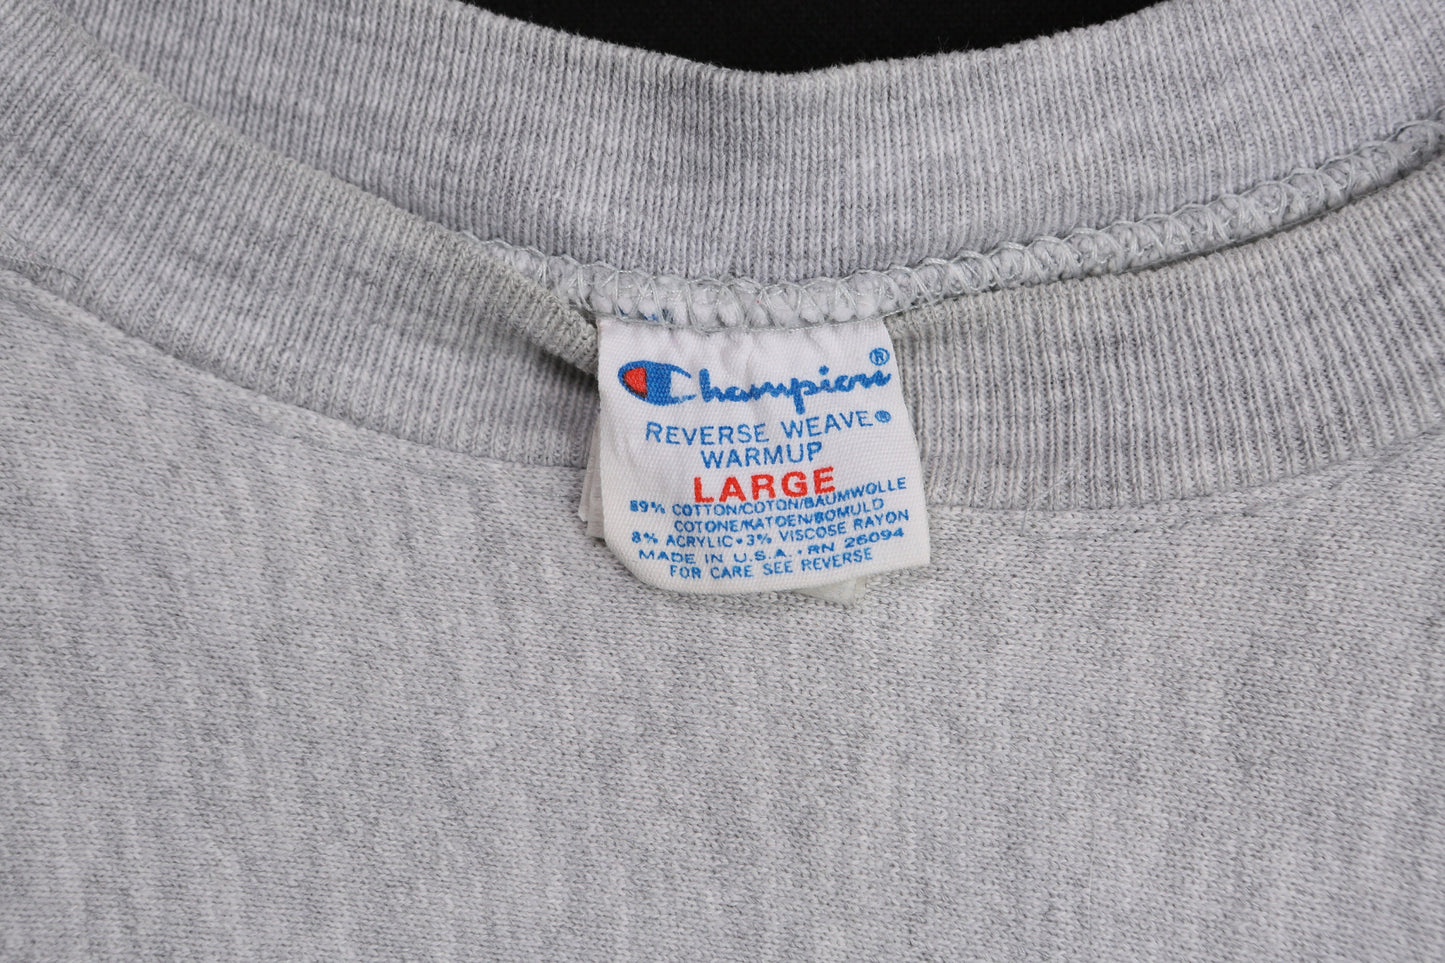 Champion®
REVERSE WEAVE®
WARMUP
LARGE
89% COTTON/COTON/BAUMWOLLE
COTONE/KATOEN/BOMULD
8% ACRYLIC • 3% VISCOSE RAYON
MADE IN U.S.A. • RN 26094
FOR CARE SEE REVERSE